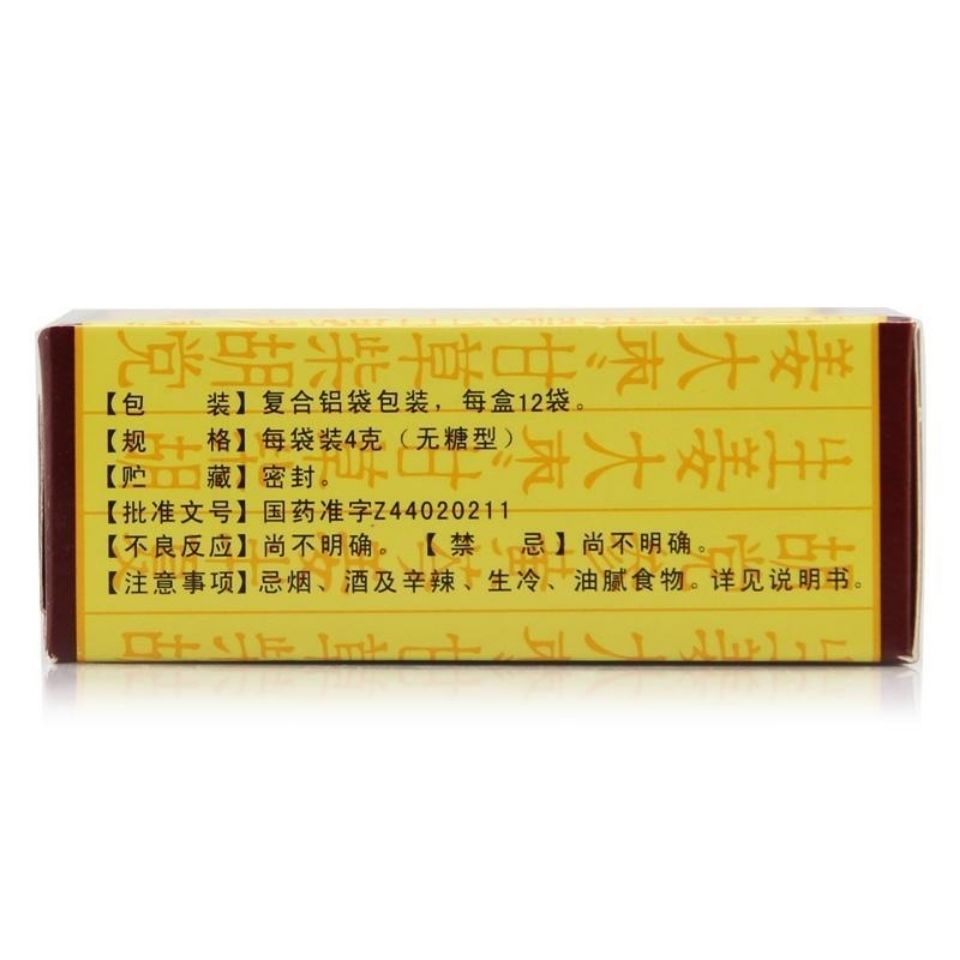 【包　　装】复合铝袋包装，每盒12袋。
【规　　格】每袋装4克（无糖型）
【贮　　藏】密封。
【批准文号】国药准字Z44020211
【不良反应】尚不明确。【禁　　忌】尚不明确。
【注意事项】忌烟、酒及辛辣、生冷、油腻食物。详见说明书。